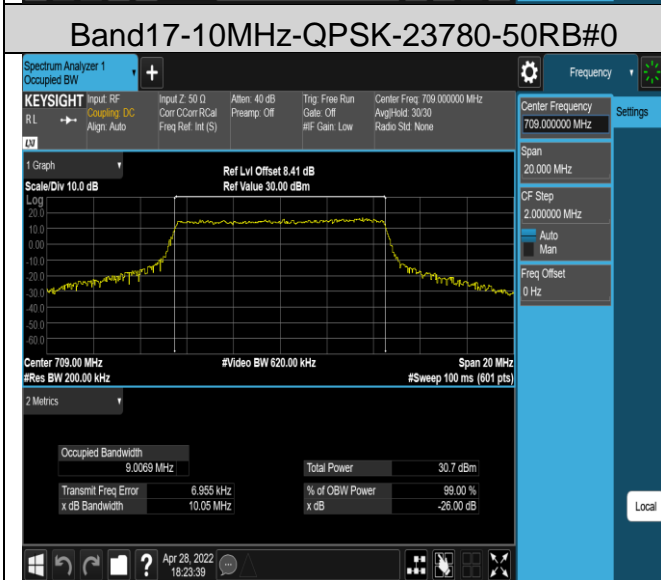 Band17-10MHz-QPSK-23780-50RB#0
Spectrum Analyzer 1
Occupied BW
Frequency
KEYSIGHT
RL
Input: RF
Coupling: DC
Align: Auto
Input Z: 50 Ω
Corr CCorr RCal
Freq Ref: Int (S)
Atten: 40 dB
Preamp: Off
Trig: Free Run
Gate: Off
#IF Gain: Low
Center Freq: 709.000000 MHz
Avg|Hold: 30/30
Radio Std: None
LXI
Center Frequency
709.000000 MHz
Settings
Span
20.000 MHz
CF Step
2.000000 MHz
Auto
Man
Freq Offset
0 Hz
1 Graph
Scale/Div 10.0 dB
Ref Lvl Offset 8.41 dB
Ref Value 30.00 dBm
Log
20.0
10.0
0.00
-10.0
-20.0
-30.0
-40.0
-50.0
-60.0
Center 709.00 MHz
#Video BW 620.00 kHz
Span 20 MHz
#Res BW 200.00 kHz
#Sweep 100 ms (601 pts)
2 Metrics
Occupied Bandwidth
9.0069 MHz
Total Power 30.7 dBm
Transmit Freq Error 6.955 kHz
% of OBW Power 99.00 %
x dB Bandwidth 10.05 MHz
x dB -26.00 dB
Local
Apr 28, 2022
18:23:39